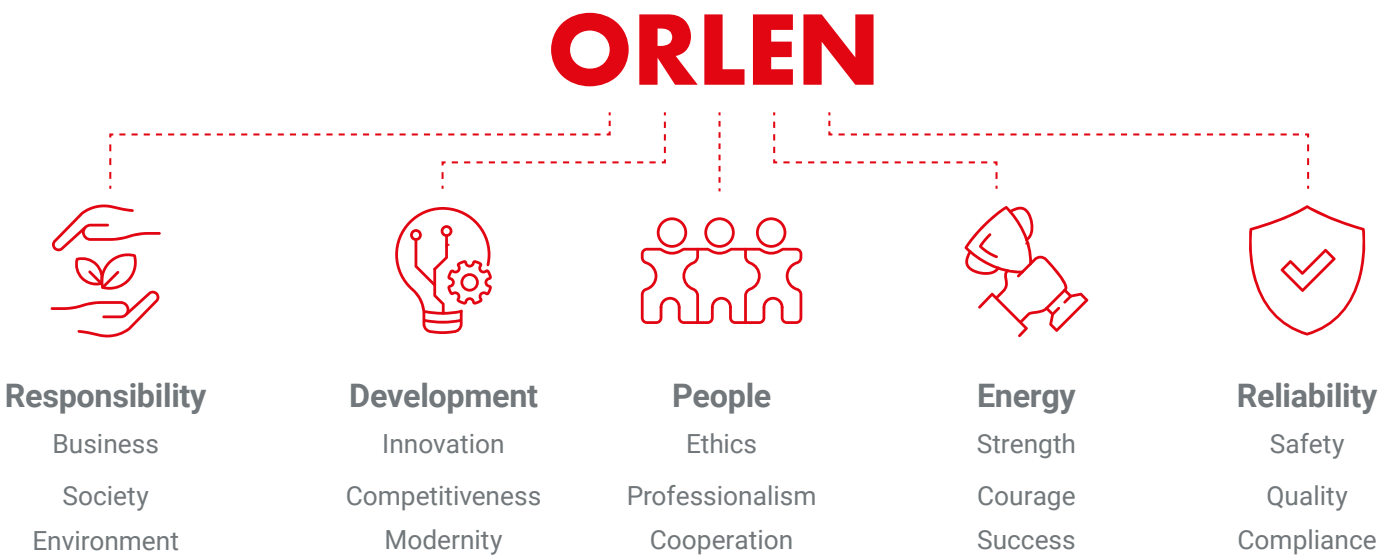 ORLEN
Responsibility
Business
Society
Environment
Development
Innovation
Competitiveness
Modernity
People
Ethics
Professionalism
Cooperation
Energy
Strength
Courage
Success
Reliability
Safety
Quality
Compliance